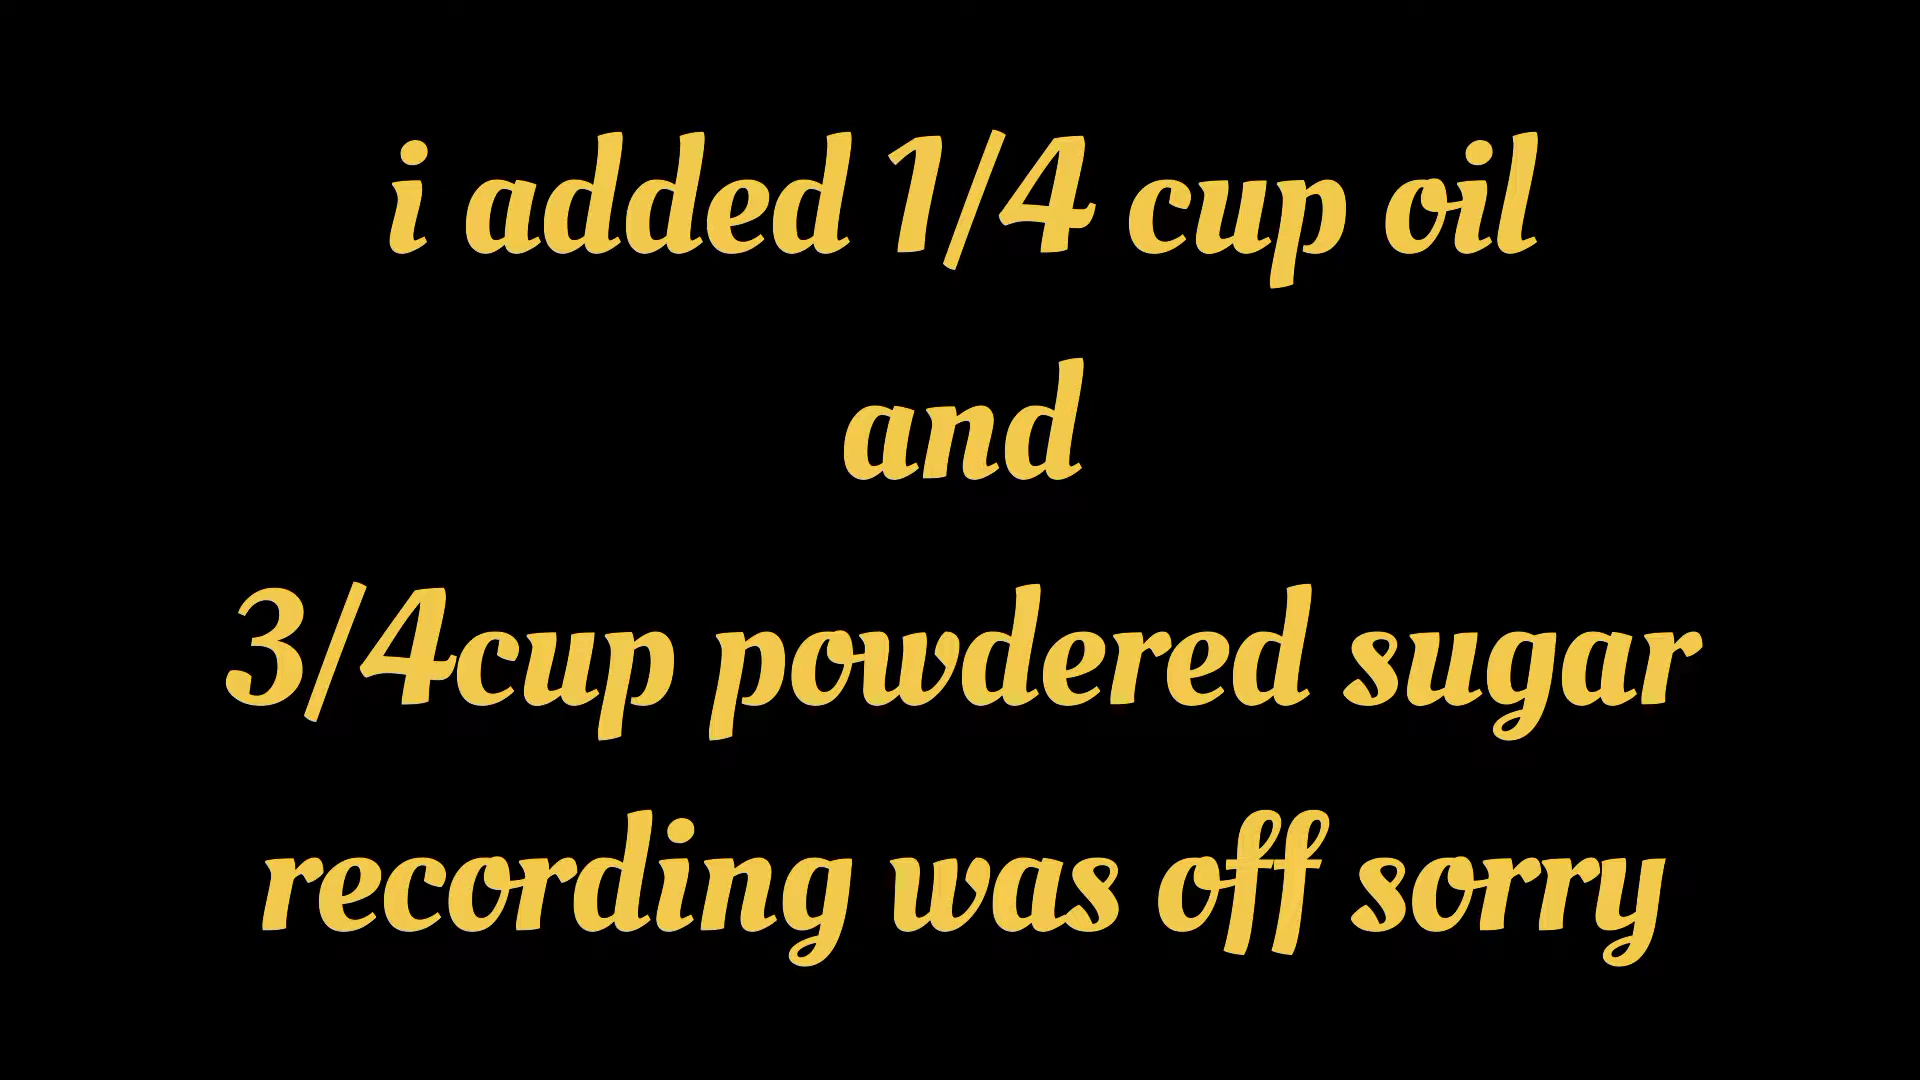 i added 1/4 cup oil
and
3/4cup powdered sugar
recording was off sorry